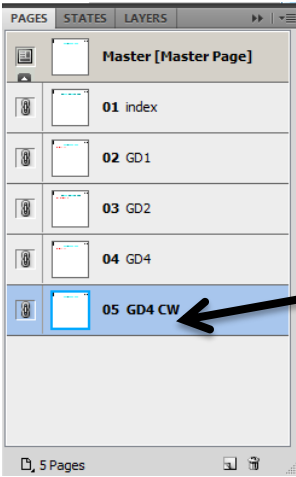 PAGES STATES LAYERS
Master [Master Page]
01 index
02 GD1
03 GD2
04 GD4
05 GD4 CW
5 Pages